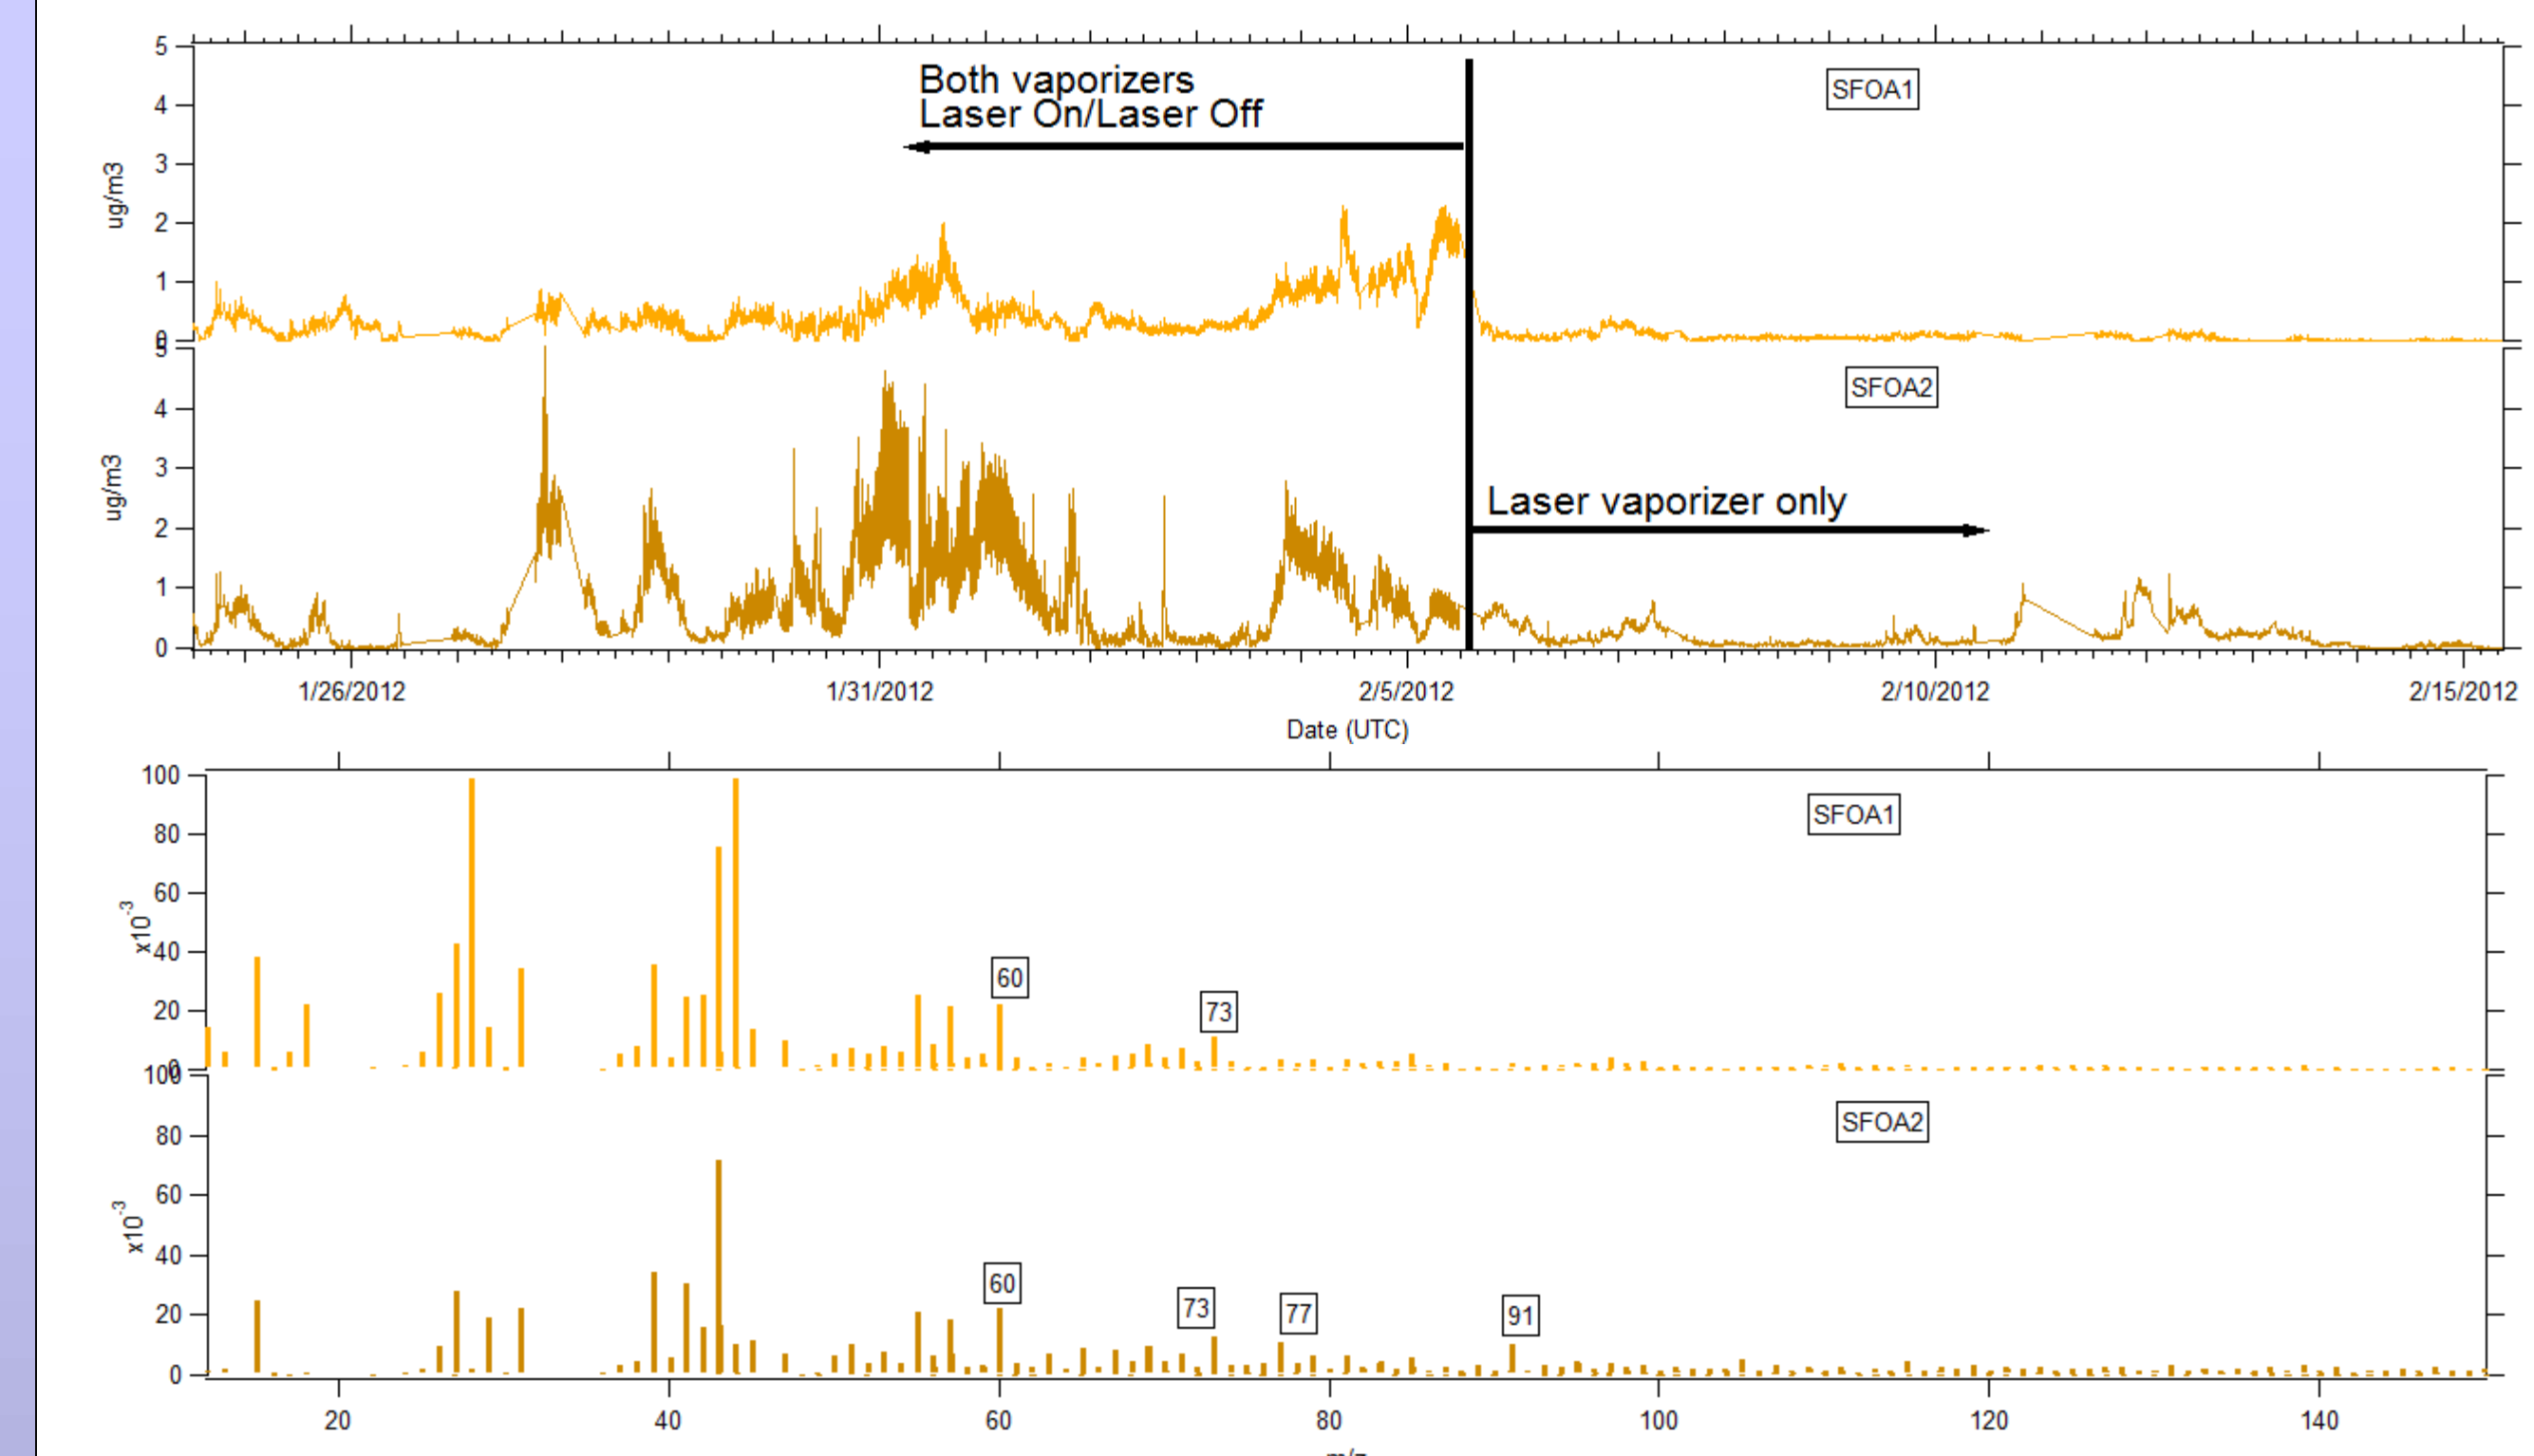 5
Both vaporizers
SFOA1
4
Laser On/Laser Off
3
ug/m3
2
1
0
5
SFOA2
4
3
ug/m3
Laser vaporizer only
2
1
0
1/26/2012 1/31/2012 2/5/2012 2/10/2012 2/15/2012
Date (UTC)
100
SFOA1
80
60
x10-3
40
60
20
73
0
100
SFOA2
80
60
x10-3
40
60
73
77
91
20
0
20 40 60 80 100 120 140